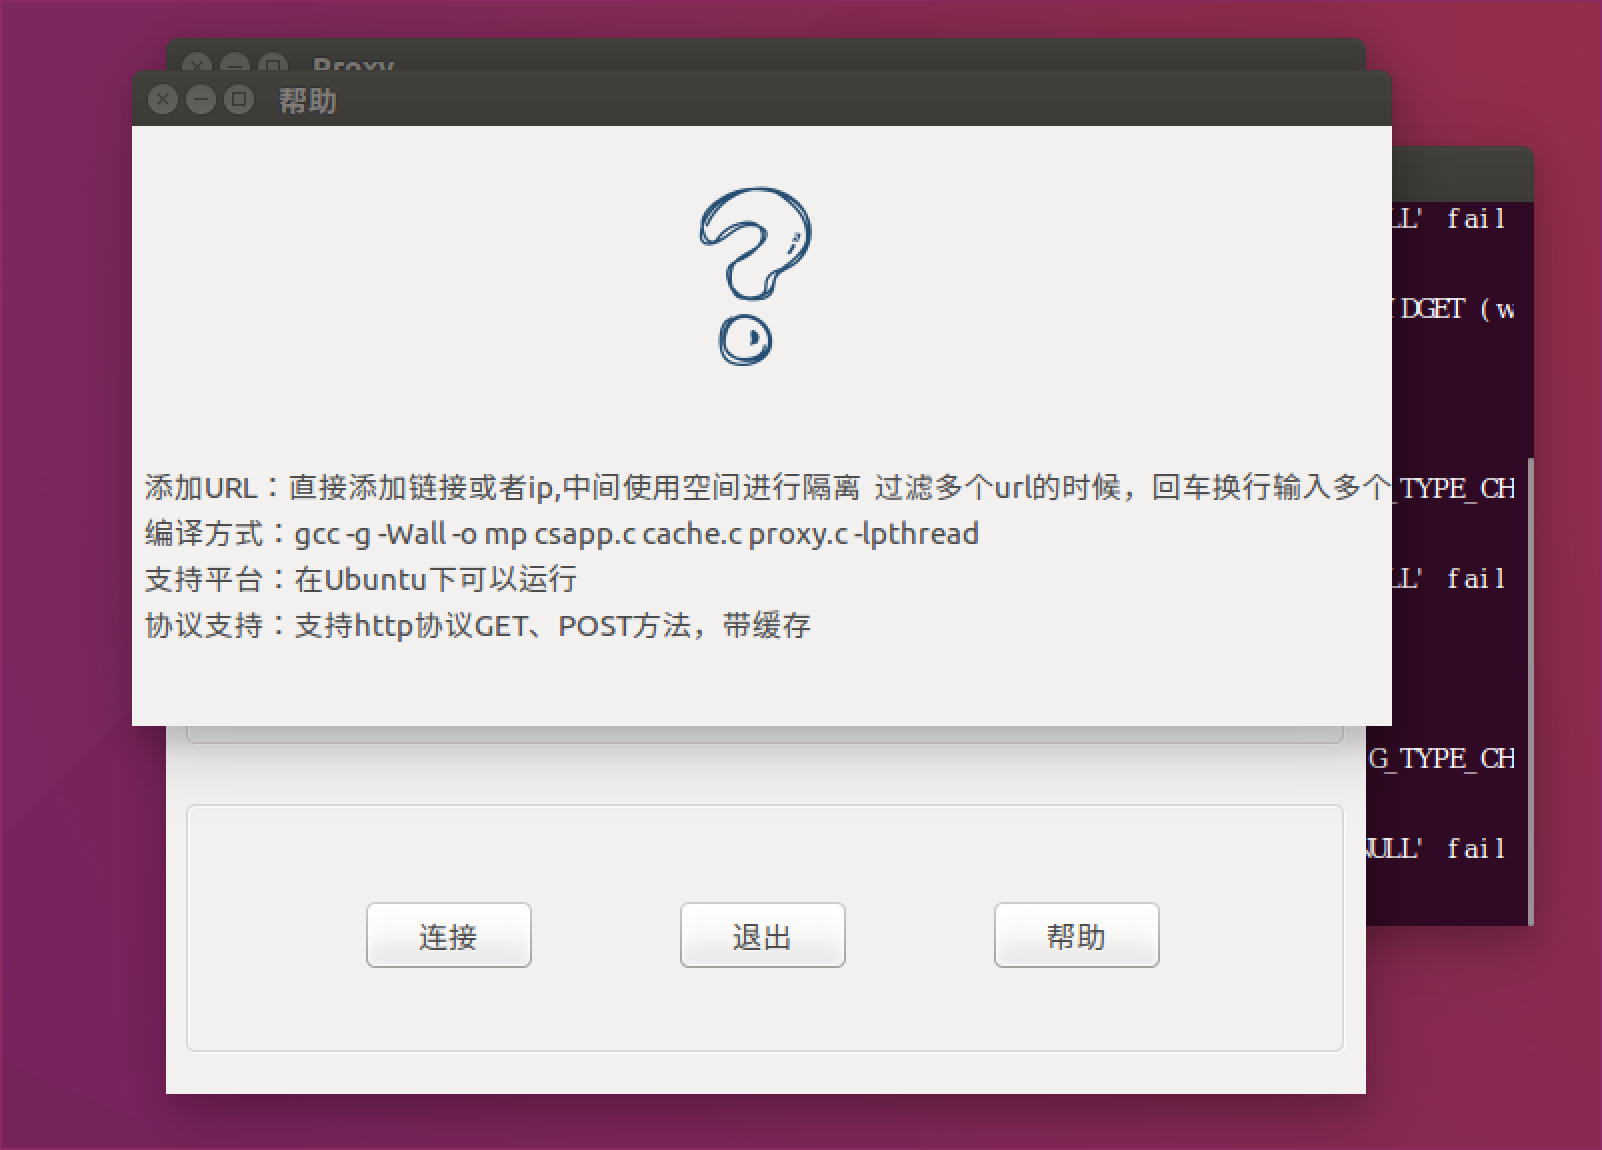 Proxy
帮助
添加URL：直接添加链接或者ip,中间使用空间进行隔离 过滤多个url的时候，回车换行输入多个
编译方式：gcc -g -Wall -o mp csapp.c cache.c proxy.c -lpthread
支持平台：在Ubuntu下可以运行
协议支持：支持http协议GET、POST方法，带缓存
连接
退出
帮助
LL' fail
DGET (w
_TYPE_CH
LL' fail
G_TYPE_CH
NULL' fail